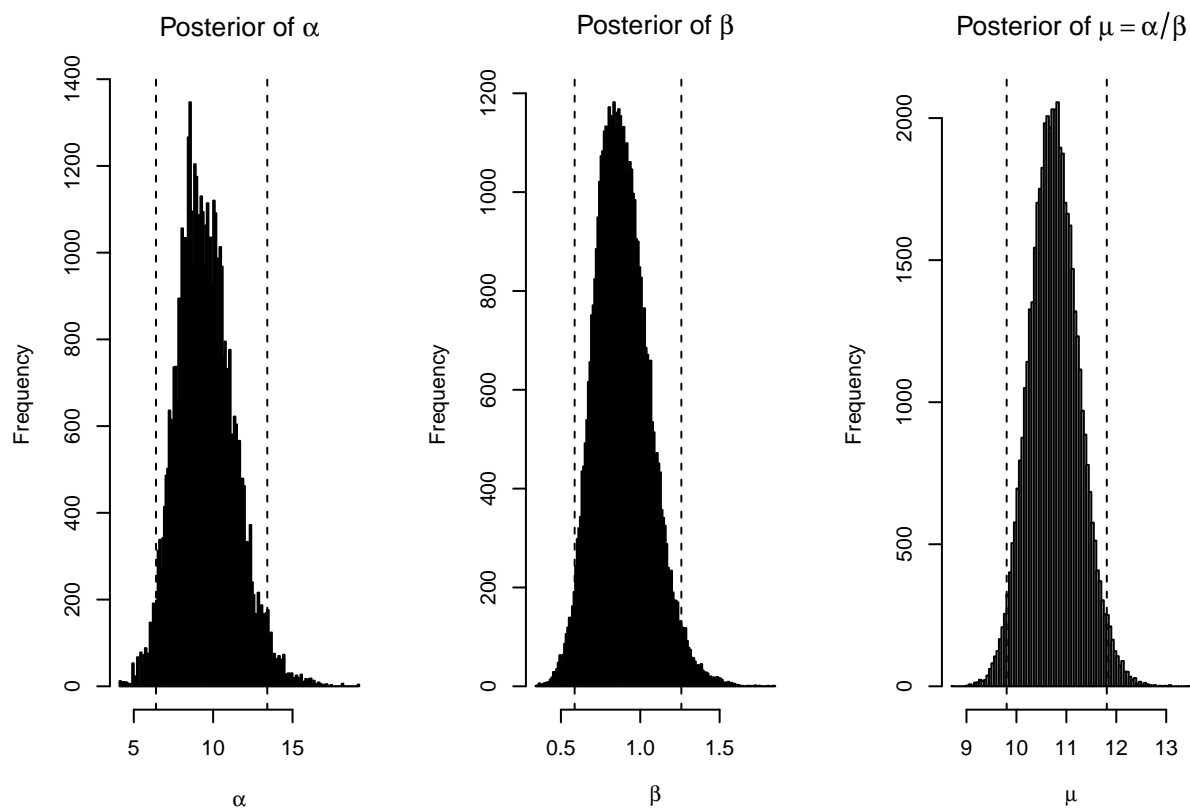 Posterior of α
Frequency
1400
1200
1000
800
600
400
200
0
5 10 15
α
Posterior of β
Frequency
1200
1000
800
600
400
200
0
0.5 1.0 1.5
β
Posterior of μ = α/β
Frequency
2000
1500
1000
500
0
9 10 11 12 13
μ